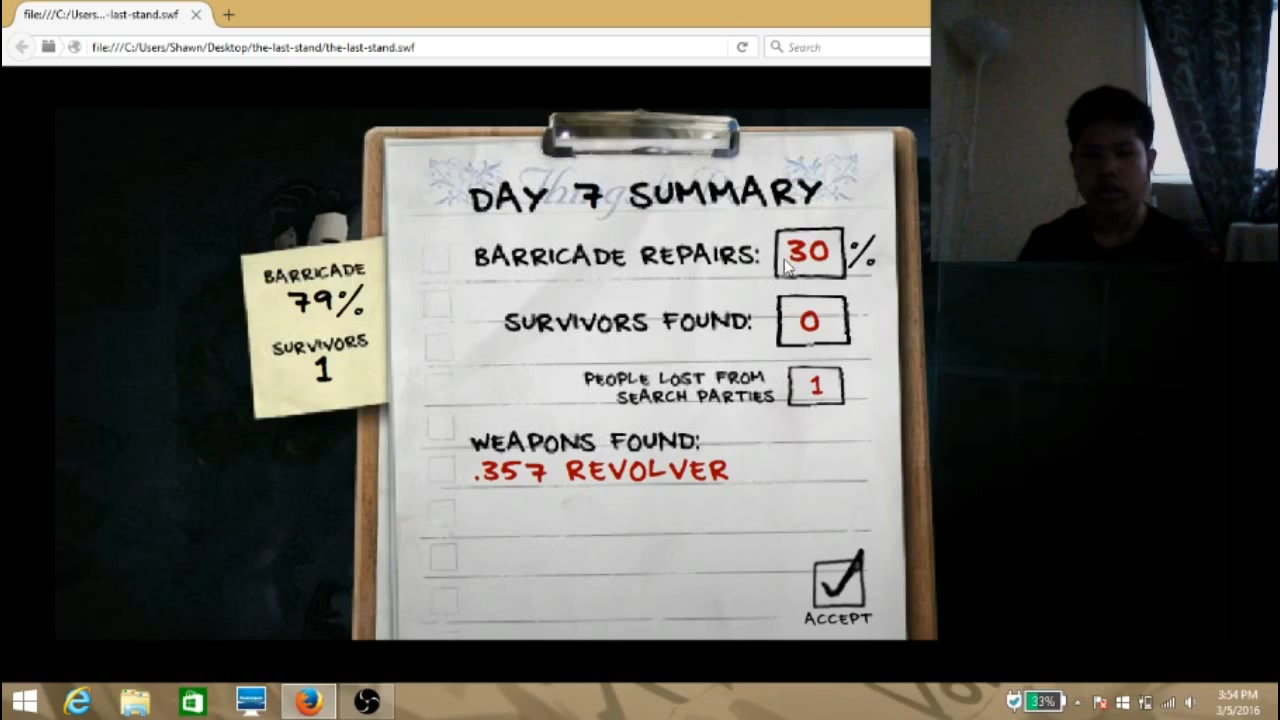 file:///C:/Users...-last-stand.swf
file:///C:/Users/Shawn/Desktop/the-last-stand/the-last-stand.swf
Search
DAY 7 SUMMARY
BARRICADE REPAIRS: 30 %
BARRICADE
79%
SURVIVORS
1
SURVIVORS FOUND: 0
PEOPLE LOST FROM
SEARCH PARTIES 1
WEAPONS FOUND:
.357 REVOLVER
ACCEPT
33%
3:54 PM
3/5/2016